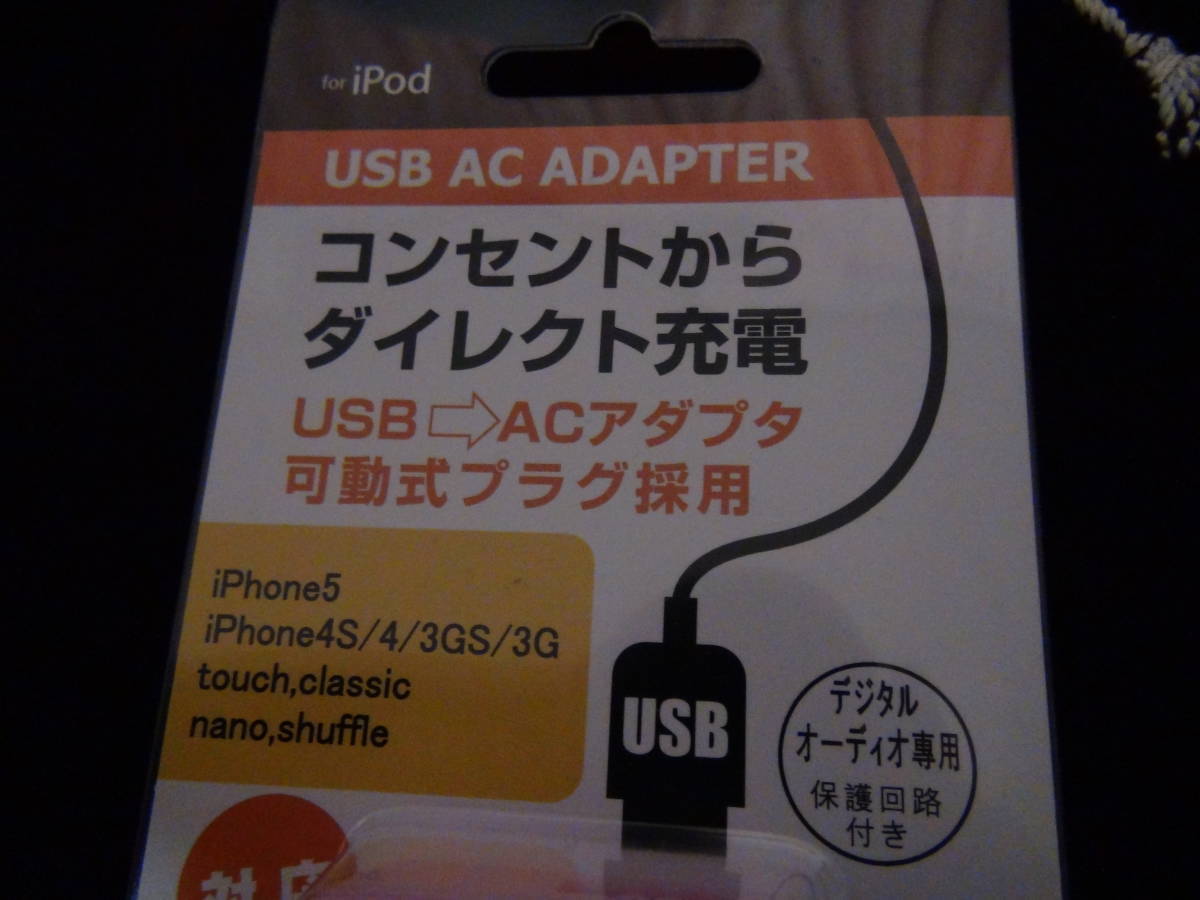 for iPod
USB AC ADAPTER
コンセントから
ダイレクト充電
USB⇨ACアダプタ
可動式プラグ採用
iPhone5
iPhone4S/4/3GS/3G
touch,classic
nano,shuffle
USB
デジタル
オーディオ専用
保護回路
付き